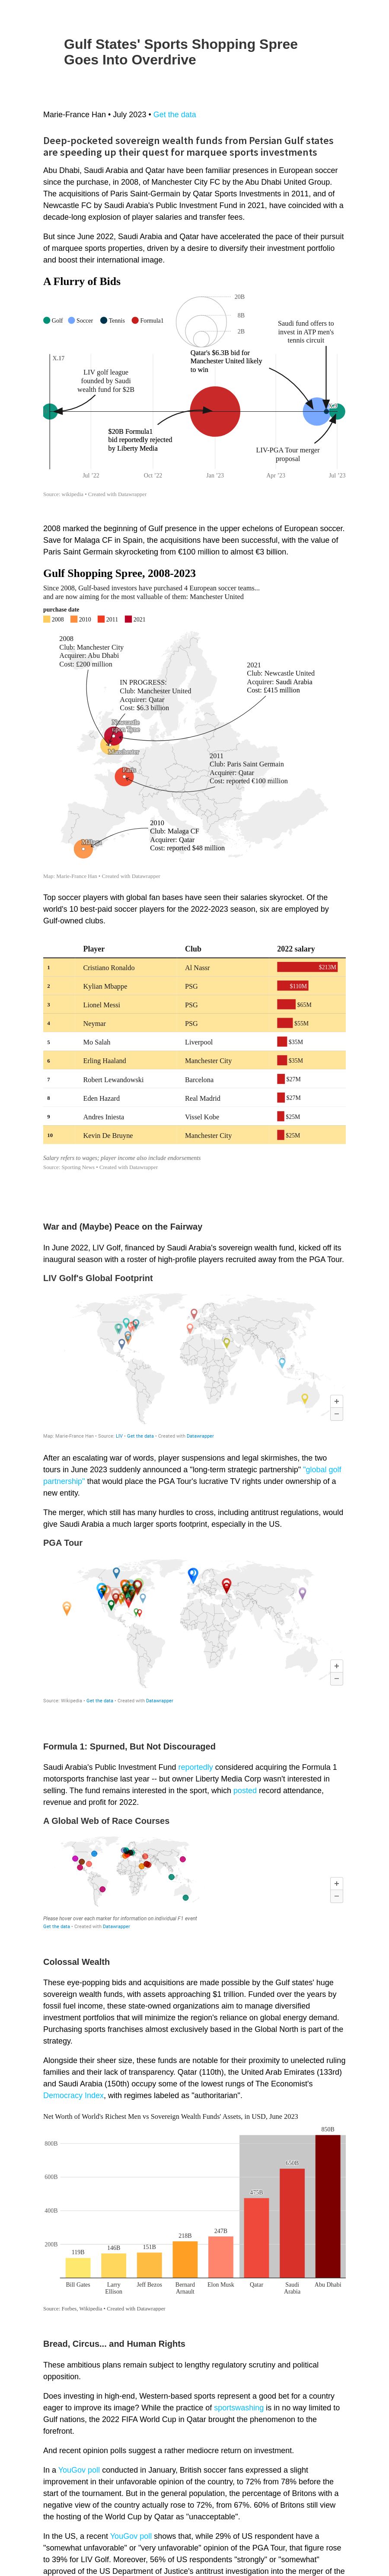 Gulf States' Sports Shopping Spree
Goes Into Overdrive
Marie-France Han • July 2023 • Get the data
Deep-pocketed sovereign wealth funds from Persian Gulf states
are speeding up their quest for marquee sports investments
Abu Dhabi, Saudi Arabia and Qatar have been familiar presences in European soccer
since the purchase, in 2008, of Manchester City FC by the Abu Dhabi United Group.
The acquisitions of Paris Saint-Germain by Qatar Sports Investments in 2011, and of
Newcastle FC by Saudi Arabia's Public Investment Fund in 2021, have coincided with a
decade-long explosion of player salaries and transfer fees.
But since June 2022, Saudi Arabia and Qatar have accelerated the pace of their pursuit
of marquee sports properties, driven by a desire to diversify their investment portfolio
and boost their international image.
A Flurry of Bids
20B
8B
2B
Golf Soccer Tennis Formula1
Saudi fund offers to
invest in ATP men's
tennis circuit
Qatar's $6.3B bid for
Manchester United likely
to win
X.17
LIV golf league
founded by Saudi
wealth fund for $2B
$20B Formula1
bid reportedly rejected
by Liberty Media
LIV-PGA Tour merger
proposal
Jul '22 Oct '22 Jan '23 Apr '23 Jul '23
Source: wikipedia • Created with Datawrapper
2008 marked the beginning of Gulf presence in the upper echelons of European soccer.
Save for Malaga CF in Spain, the acquisitions have been successful, with the value of
Paris Saint Germain skyrocketing from €100 million to almost €3 billion.
Gulf Shopping Spree, 2008-2023
Since 2008, Gulf-based investors have purchased 4 European soccer teams...
and are now aiming for the most valuable of them: Manchester United
purchase date
2008 2010 2011 2021
2008
Club: Manchester City
Acquirer: Abu Dhabi
Cost: £200 million
IN PROGRESS:
Club: Manchester United
Acquirer: Qatar
Cost: $6.3 billion
2021
Club: Newcastle United
Acquirer: Saudi Arabia
Cost: £415 million
Newcastle
upon Tyne
Manchester
2011
Club: Paris Saint Germain
Acquirer: Qatar
Cost: reported €100 million
Paris
2010
Club: Malaga CF
Acquirer: Qatar
Cost: reported $48 million
Málaga
Map: Marie-France Han • Created with Datawrapper
Top soccer players with global fan bases have seen their salaries skyrocket. Of the
world's 10 best-paid soccer players for the 2022-2023 season, six are employed by
Gulf-owned clubs.
Player Club 2022 salary
1 Cristiano Ronaldo Al Nassr $213M
2 Kylian Mbappe PSG $110M
3 Lionel Messi PSG $65M
4 Neymar PSG $55M
5 Mo Salah Liverpool $35M
6 Erling Haaland Manchester City $35M
7 Robert Lewandowski Barcelona $27M
8 Eden Hazard Real Madrid $27M
9 Andres Iniesta Vissel Kobe $25M
10 Kevin De Bruyne Manchester City $25M
Salary refers to wages; player income also include endorsements
Source: Sporting News • Created with Datawrapper
War and (Maybe) Peace on the Fairway
In June 2022, LIV Golf, financed by Saudi Arabia's sovereign wealth fund, kicked off its
inaugural season with a roster of high-profile players recruited away from the PGA Tour.
LIV Golf's Global Footprint
+
−
Map: Marie-France Han • Source: LIV • Get the data • Created with Datawrapper
After an escalating war of words, player suspensions and legal skirmishes, the two
tours in June 2023 suddenly announced a "long-term strategic partnership" "global golf
partnership" that would place the PGA Tour's lucrative TV rights under ownership of a
new entity.
The merger, which still has many hurdles to cross, including antitrust regulations, would
give Saudi Arabia a much larger sports footprint, especially in the US.
PGA Tour
+
−
Source: Wikipedia • Get the data • Created with Datawrapper
Formula 1: Spurned, But Not Discouraged
Saudi Arabia's Public Investment Fund reportedly considered acquiring the Formula 1
motorsports franchise last year -- but owner Liberty Media Corp wasn't interested in
selling. The fund remains interested in the sport, which posted record attendance,
revenue and profit for 2022.
A Global Web of Race Courses
+
−
Please hover over each marker for information on individual F1 event
Get the data • Created with Datawrapper
Colossal Wealth
These eye-popping bids and acquisitions are made possible by the Gulf states' huge
sovereign wealth funds, with assets approaching $1 trillion. Funded over the years by
fossil fuel income, these state-owned organizations aim to manage diversified
investment portfolios that will minimize the region's reliance on global energy demand.
Purchasing sports franchises almost exclusively based in the Global North is part of the
strategy.
Alongside their sheer size, these funds are notable for their proximity to unelected ruling
families and their lack of transparency. Qatar (110th), the United Arab Emirates (133rd)
and Saudi Arabia (150th) occupy some of the lowest rungs of The Economist's
Democracy Index, with regimes labeled as "authoritarian".
Net Worth of World's Richest Men vs Sovereign Wealth Funds' Assets, in USD, June 2023
800B
600B
400B
200B
119B 146B 151B 218B 247B 475B 650B 850B
Bill Gates Larry Ellison Jeff Bezos Bernard Arnault Elon Musk Qatar Saudi Arabia Abu Dhabi
Source: Forbes, Wikipedia • Created with Datawrapper
Bread, Circus... and Human Rights
These ambitious plans remain subject to lengthy regulatory scrutiny and political
opposition.
Does investing in high-end, Western-based sports represent a good bet for a country
eager to improve its image? While the practice of sportswashing is in no way limited to
Gulf nations, the 2022 FIFA World Cup in Qatar brought the phenomenon to the
forefront.
And recent opinion polls suggest a rather mediocre return on investment.
In a YouGov poll conducted in January, British soccer fans expressed a slight
improvement in their unfavorable opinion of the country, to 72% from 78% before the
start of the tournament. But in the general population, the percentage of Britons with a
negative view of the country actually rose to 72%, from 67%. 60% of Britons still view
the hosting of the World Cup by Qatar as "unacceptable".
In the US, a recent YouGov poll shows that, while 29% of US respondent have a
"somewhat unfavorable" or "very unfavorable" opinion of the PGA Tour, that figure rose
to 39% for LIV Golf. Moreover, 56% of US respondents "strongly" or "somewhat"
approved of the US Department of Justice's antitrust investigation into the merger of the